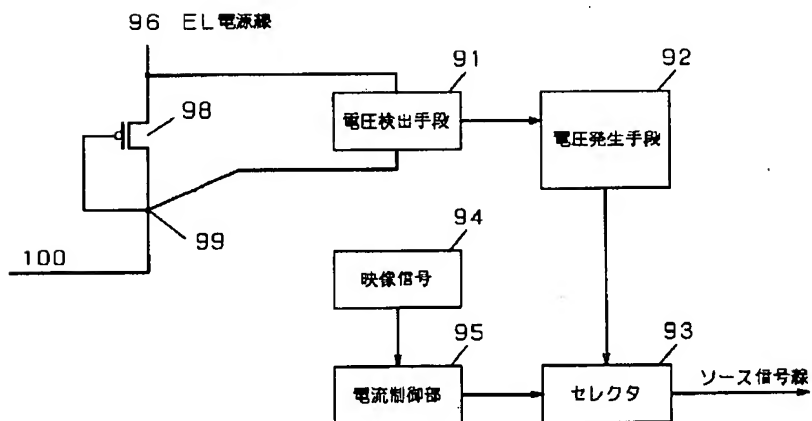 96 EL電源線
91
92
98
電圧検出手段
電圧発生手段
99
94
100
映像信号
95
93
電流制御部
セレクタ
ソース信号線